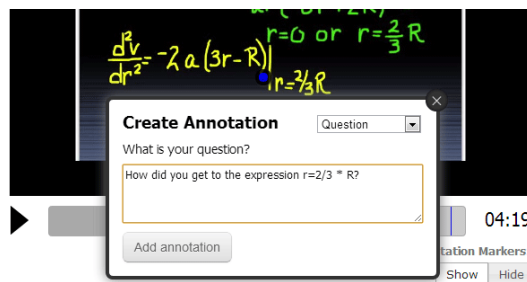 r=0 or r=2/3 R
d²v/dr² = -2a(3r-R)|r=2/3R
Create Annotation
Question
What is your question?
How did you get to the expression r=2/3 * R?
Add annotation
04:19
tation Markers
Show Hide